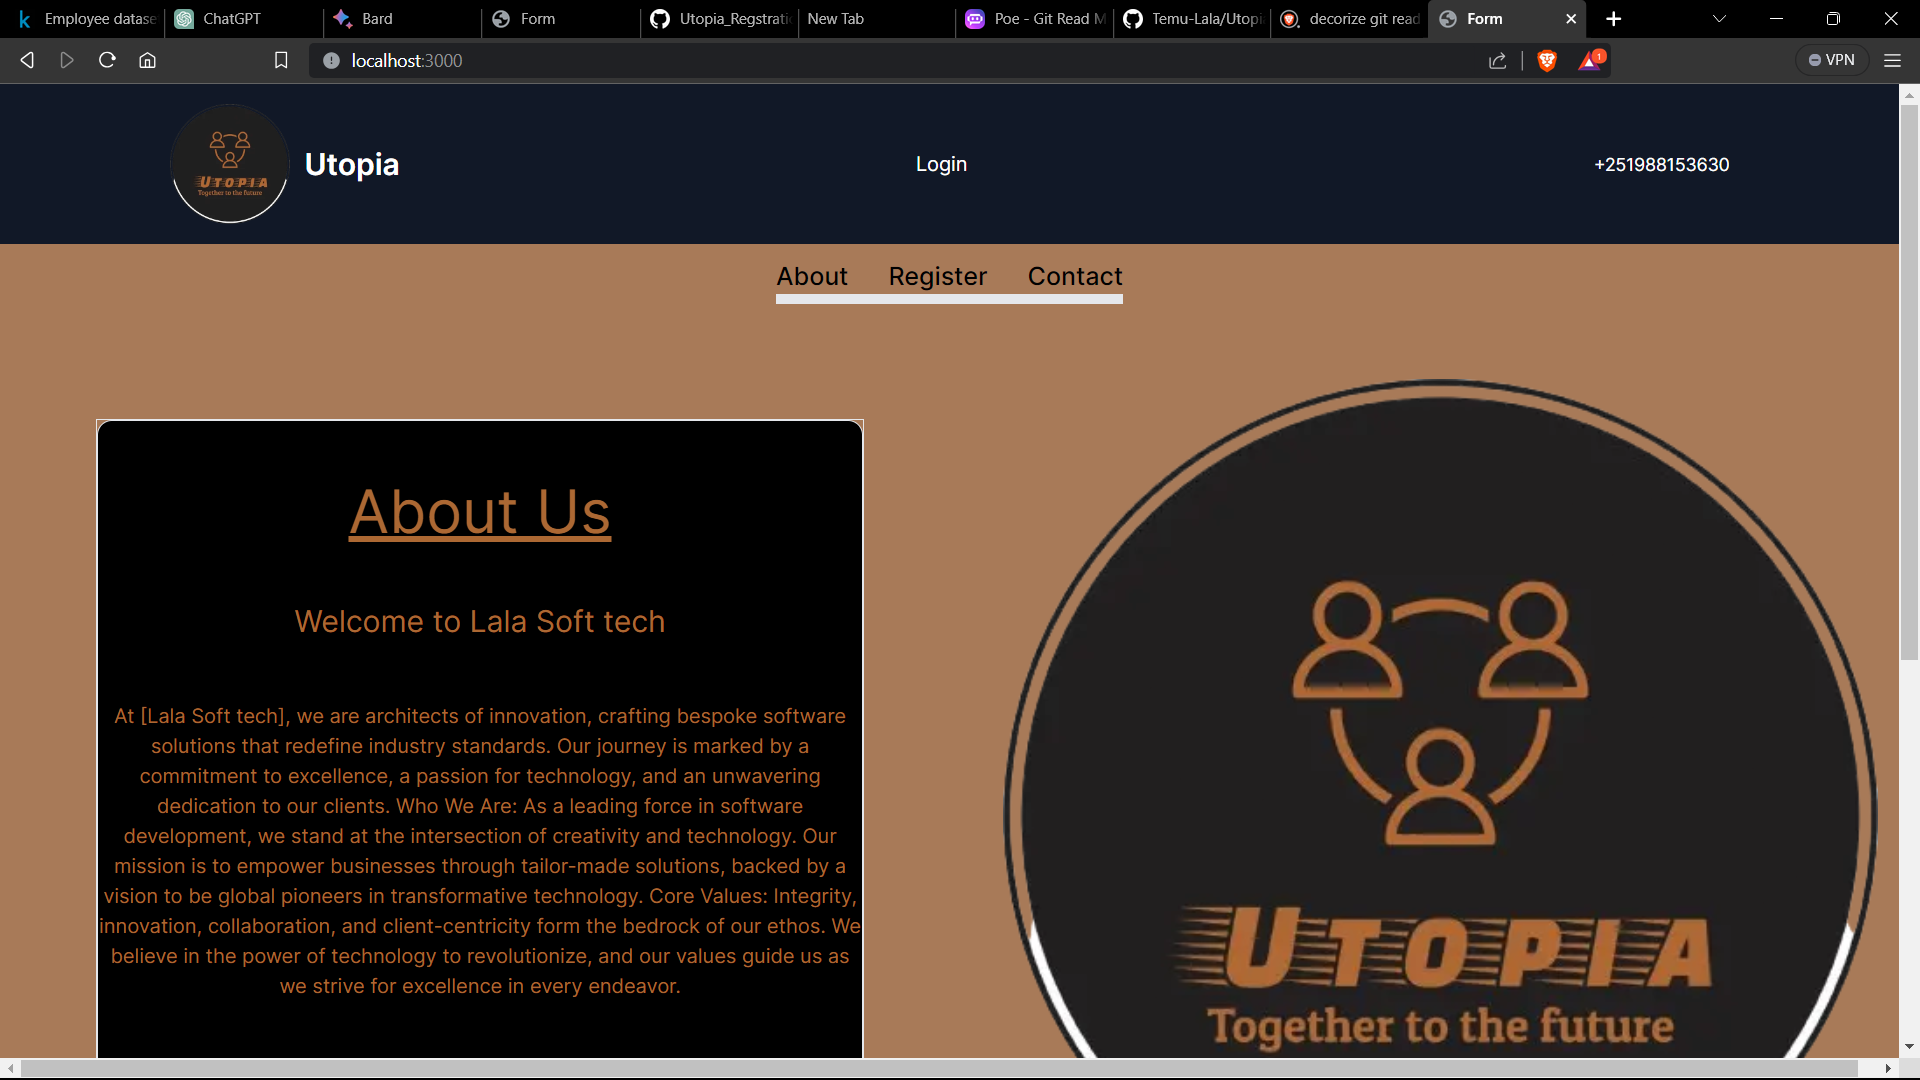 Employee datase
ChatGPT
Bard
Form
Utopia_Regstrati
New Tab
Poe - Git Read M
Temu-Lala/Utopi
decorize git read
Form
localhost:3000
1
VPN
UTOPIA
Together to the future
Utopia
Login
+251988153630
About Register Contact
About Us
Welcome to Lala Soft tech
At [Lala Soft tech], we are architects of innovation, crafting bespoke software
solutions that redefine industry standards. Our journey is marked by a
commitment to excellence, a passion for technology, and an unwavering
dedication to our clients. Who We Are: As a leading force in software
development, we stand at the intersection of creativity and technology. Our
mission is to empower businesses through tailor-made solutions, backed by a
vision to be global pioneers in transformative technology. Core Values: Integrity,
innovation, collaboration, and client-centricity form the bedrock of our ethos. We
believe in the power of technology to revolutionize, and our values guide us as
we strive for excellence in every endeavor.
UTOPIA
Together to the future